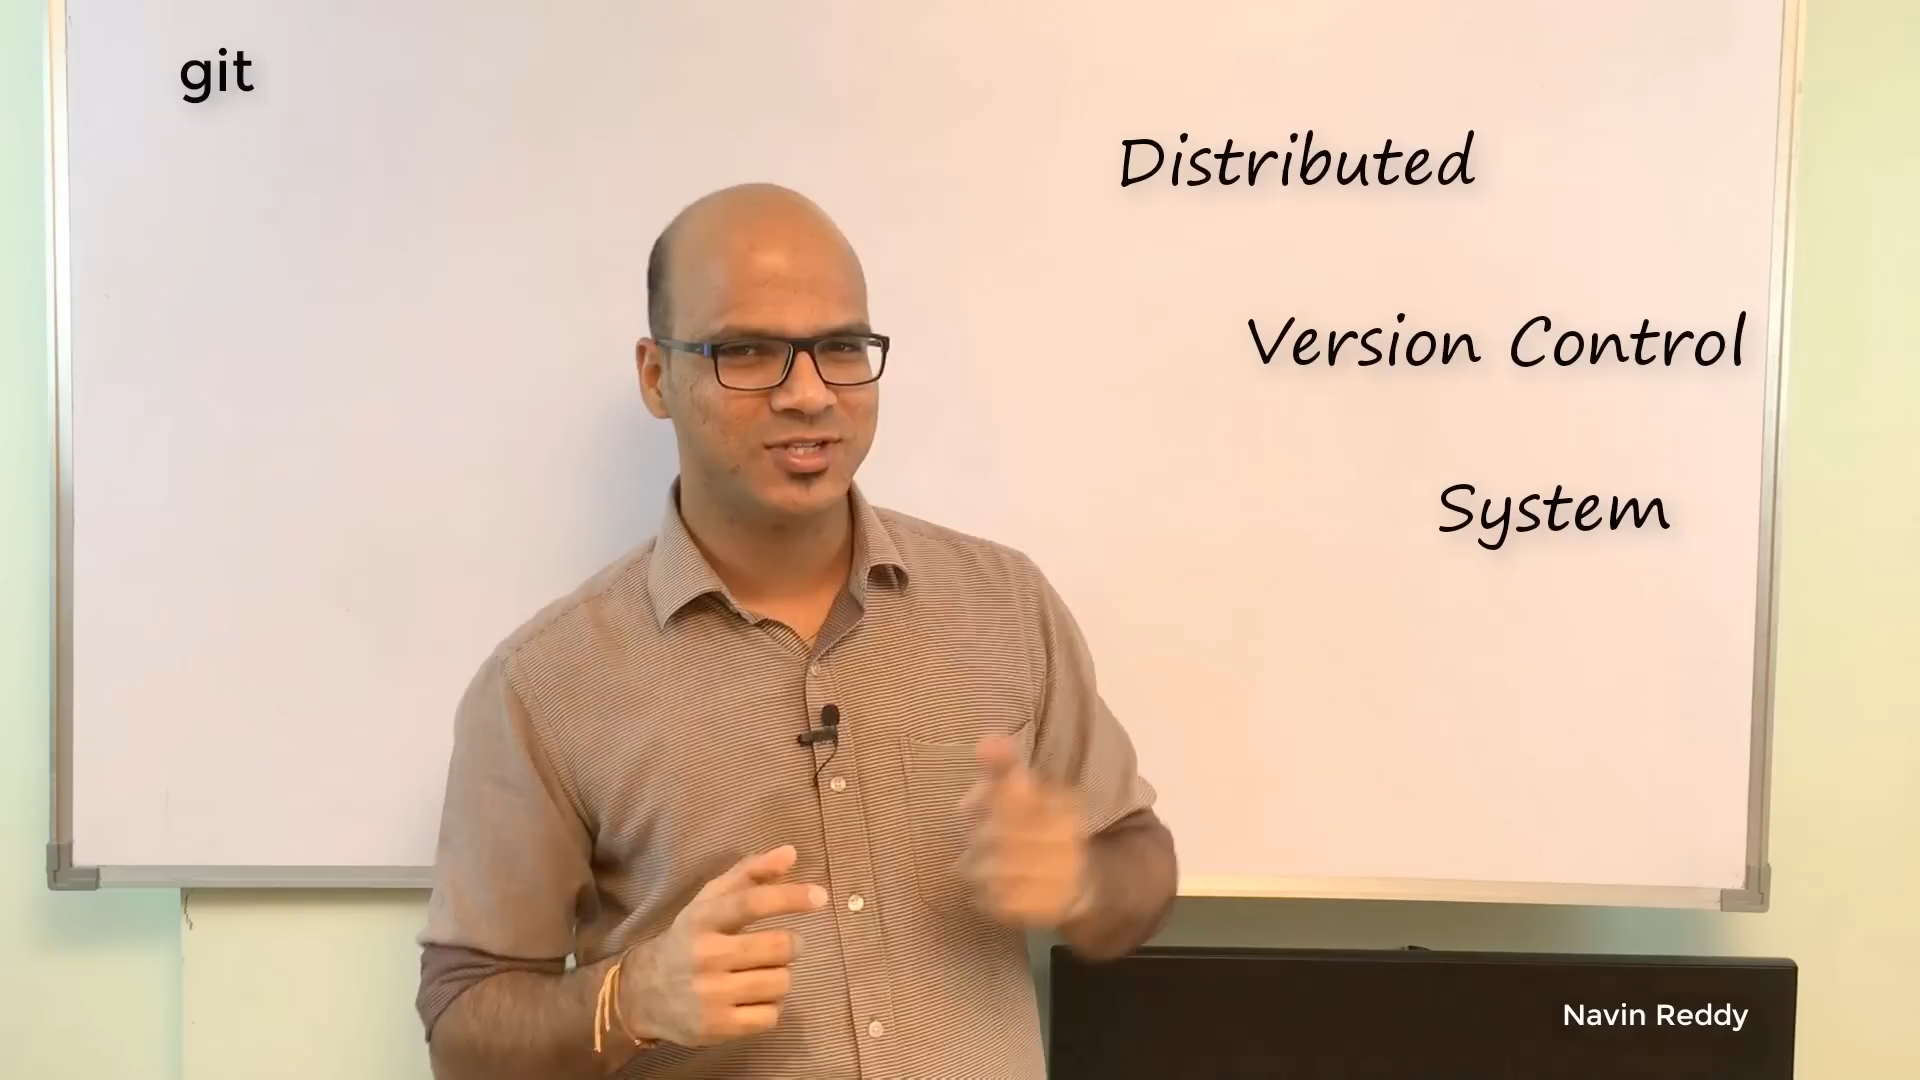 git
Distributed
Version Control
System
Navin Reddy